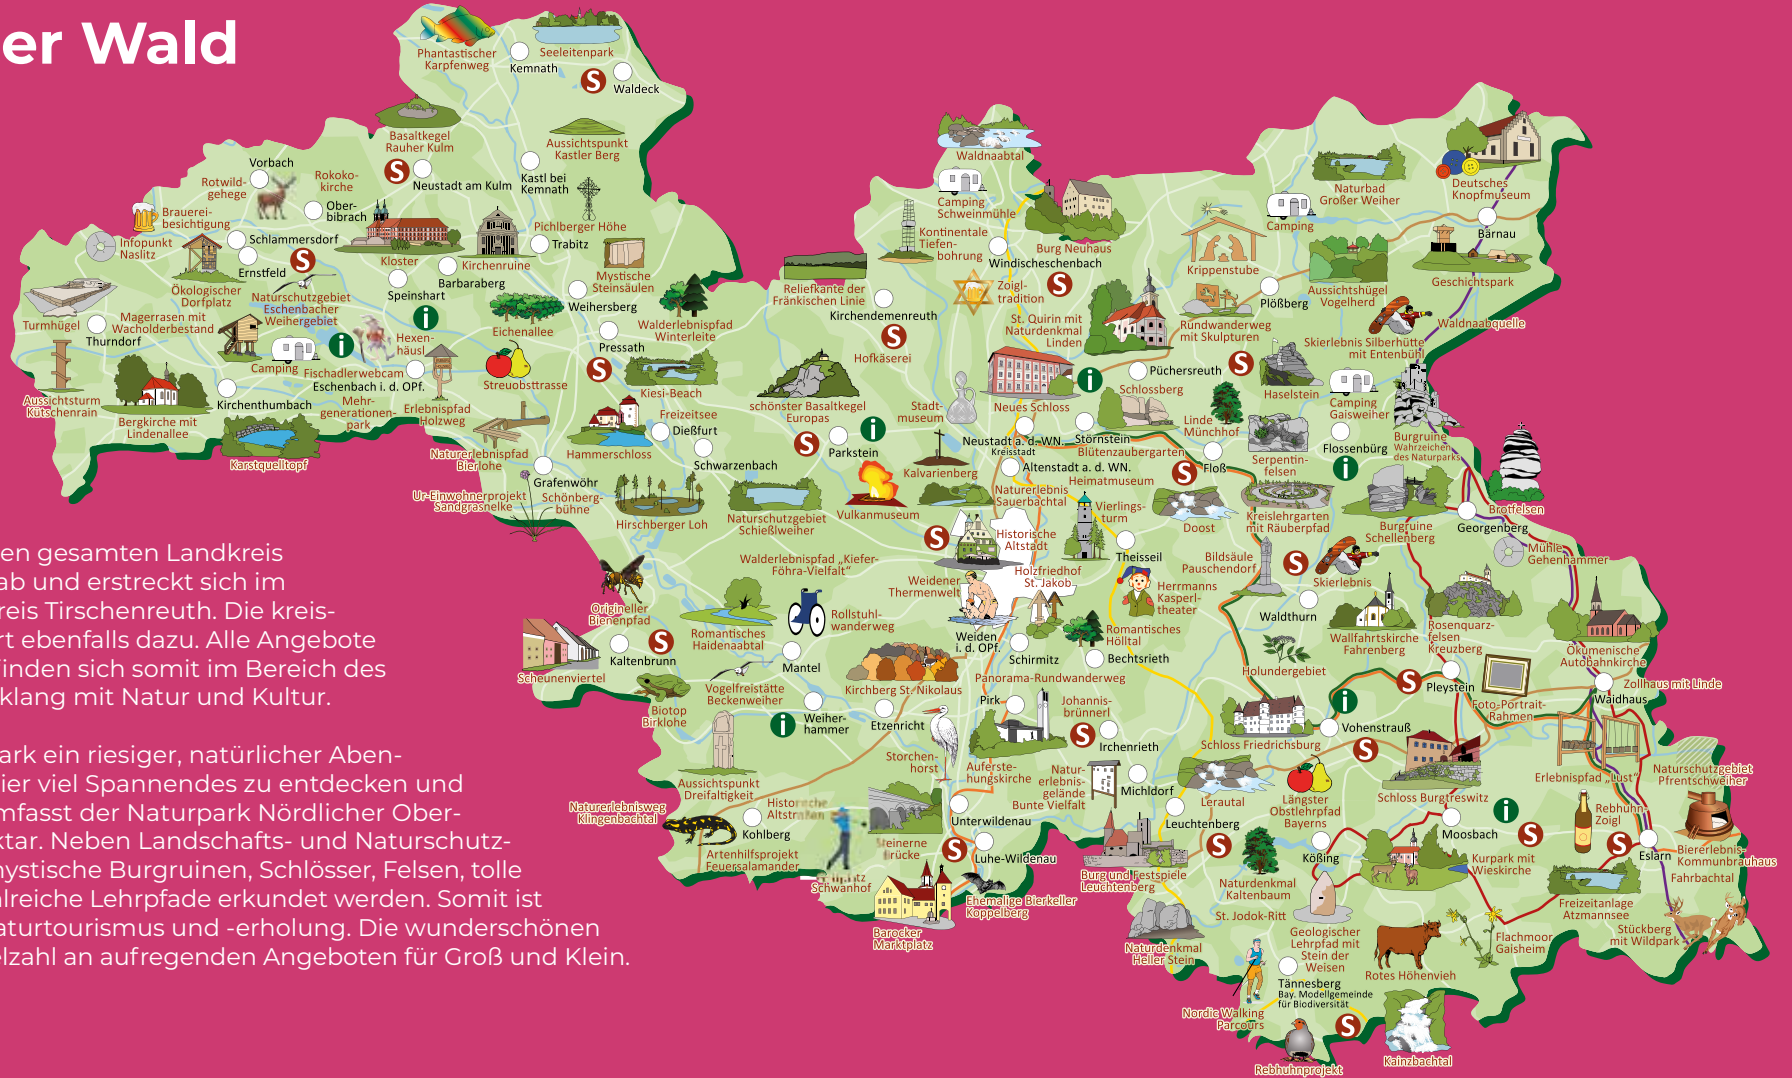 er Wald
Phantastischer
Karpfenweg
Kemnath
Seeleitenpark
S
Waldeck
Basaltkegel
Rauher Kulm
S
Neustadt am Kulm
Aussichtspunkt
Kastler Berg
Kastl bei
Kemnath
Vorbach
Rotwild-
gehege
Rokoko-
kirche
Ober-
bibrach
Brauerei-
besichtigung
Infopunkt
Naslitz
Schlammersdorf
Ernstfeld
S
Ökologischer
Dorfplatz
Kloster
Speinshart
i
Kirchenruine
Barbaraberg
Pichlberger Höhe
Trabitz
Mystische
Steinsäulen
Weihersberg
Turmhügel
Magerrasen mit
Wacholderbestand
Thurndorf
Naturschutzgebiet
Eschenbacher
Weihergebiet
Camping
i
Hexen-
häusl
Fischadlerwebcam
Eschenbach i. d. OPf.
Eichenallee
Pressath
S
Walderlebnispfad
Winterleite
Aussichtsturm
Kütschenrain
Bergkirche mit
Lindenallee
Kirchenthumbach
Karstquelltopf
Mehr-
generationen-
park
Erlebnispfad
Holzweg
Streuobsttrasse
Kiesi-Beach
Freizeitsee
Dießfurt
Hammerschloss
Schwarzenbach
Naturerlebnispfad
Bierlohe
Grafenwöhr
Ur-Einwohnerprojekt
Sandgrasnelke
Schönberg-
bühne
Hirschberger Loh
Naturschutzgebiet
Schießlweiher
Waldnaabtal
Camping
Schweinmühle
Kontinentale
Tiefen-
bohrung
Burg Neuhaus
Windischeschenbach
S
Zoigl-
tradition
Reliefkante der
Fränkischen Linie
Kirchendemenreuth
S
Hofkäserei
St. Quirin mit
Naturdenkmal
Linden
schönster Basaltkegel
Europas
S
Parkstein
i
Stadt-
museum
Neues Schloss
i
Püchersreuth
Schlossberg
Neustadt a. d. WN.
Kreisstadt
Störnstein
Blütenzaubergarten
Altenstadt a. d. WN.
Heimatmuseum
Kalvarienberg
Vulkanmuseum
Naturerlebnis
Sauerbachtal
Krippenstube
Camping
Plößberg
Rundwanderweg
mit Skulpturen
Naturbad
Großer Weiher
Deutsches
Knopfmuseum
Bärnau
Geschichtspark
Aussichtshügel
Vogelherd
Waldnaabquelle
Skierlebnis Silberhütte
mit Entenbühl
S
Haselstein
Camping
Gaisweiher
Linde
Münchhof
Floß
S
Serpentin-
felsen
Flossenbürg
i
Burgruine
Wahrzeichen
des Naturparks
Doost
Kreislehrgarten
mit Räuberpfad
Burgruine
Schellenberg
Georgenberg
Brotfelsen
Mühle
Gehenhammer
Vierlings-
turm
Theisseil
S
Historische
Altstadt
Holzfriedhof
St. Jakob
Herrmanns
Kasperl-
theater
Bildsäule
Pauschendorf
S
Skierlebnis
Waldthurn
Wallfahrtskirche
Fahrenberg
Rosenquarz-
felsen
Kreuzberg
Ökumenische
Autobahnkirche
Walderlebnispfad „Kiefer-
Föhra-Vielfalt“
Weidener
Thermenwelt
Weiden
i. d. OPf.
Rollstuhl-
wanderweg
Romantisches
Haidenaabtal
Mantel
Origineller
Bienenpfad
S
Kaltenbrunn
Scheunenviertel
Biotop
Birklohe
Vogelfreistätte
Beckenweiher
i
Weiher-
hammer
Kirchberg St. Nikolaus
Etzenricht
Schirmitz
Romantisches
Hölltal
Bechtsrieth
Panorama-Rundwanderweg
Pirk
Johannis-
brünnerl
S
Irchenrieth
Holundergebiet
Schloss Friedrichsburg
i
Vohenstrauß
S
S
Pleystein
Foto-Portrait-
Rahmen
Waidhaus
Zollhaus mit Linde
Aussichtspunkt
Dreifaltigkeit
Storchen-
horst
Auferste-
hungskirche
Natur-
erlebnis-
gelände
Bunte Vielfalt
Michldorf
Lerautal
Leuchtenberg
S
Längster
Obstlehrpfad
Bayerns
Kößing
Schloss Burgtreswitz
Moosbach
i
S
Erlebnispfad „Lust“
Naturschutzgebiet
Pfrentschweiher
Rebhuhn-
Zoigl
S
Eslarn
Biererlebnis-
Kommunbrauhaus
Fahrbachtal
Naturerlebnisweg
Klingenbachtal
Kohlberg
Artenhilfsprojekt
Feuersalamander
Schwanhof
Steinerne
Brücke
Unterwildenau
S
Luhe-Wildenau
Barocker
Marktplatz
Ehemalige Bierkeller
Koppelberg
Burg und Festspiele
Leuchtenberg
Naturdenkmal
Heller Stein
Naturdenkmal
Kaltenbaum
St. Jodok-Ritt
Geologischer
Lehrpfad mit
Stein der
Weisen
Kurpark mit
Wieskirche
Rotes Höhenvieh
Flachmoor
Gaisheim
Freizeitanlage
Atzmannsee
Stückberg
mit Wildpark
Tännesberg
Bay. Modellgemeinde
für Biodiversität
Nordic Walking
Parcours
S
Rebhuhnprojekt
Kainzbachtal
en gesamten Landkreis
ab und erstreckt sich im
reis Tirschenreuth. Die kreis-
rt ebenfalls dazu. Alle Angebote
finden sich somit im Bereich des
klang mit Natur und Kultur.
ark ein riesiger, natürlicher Aben-
ier viel Spannendes zu entdecken und
mfasst der Naturpark Nördlicher Ober-
ktar. Neben Landschafts- und Naturschutz-
mystische Burgruinen, Schlösser, Felsen, tolle
hlreiche Lehrpfade erkundet werden. Somit ist
aturtourismus und -erholung. Die wunderschönen
elzahl an aufregenden Angeboten für Groß und Klein.